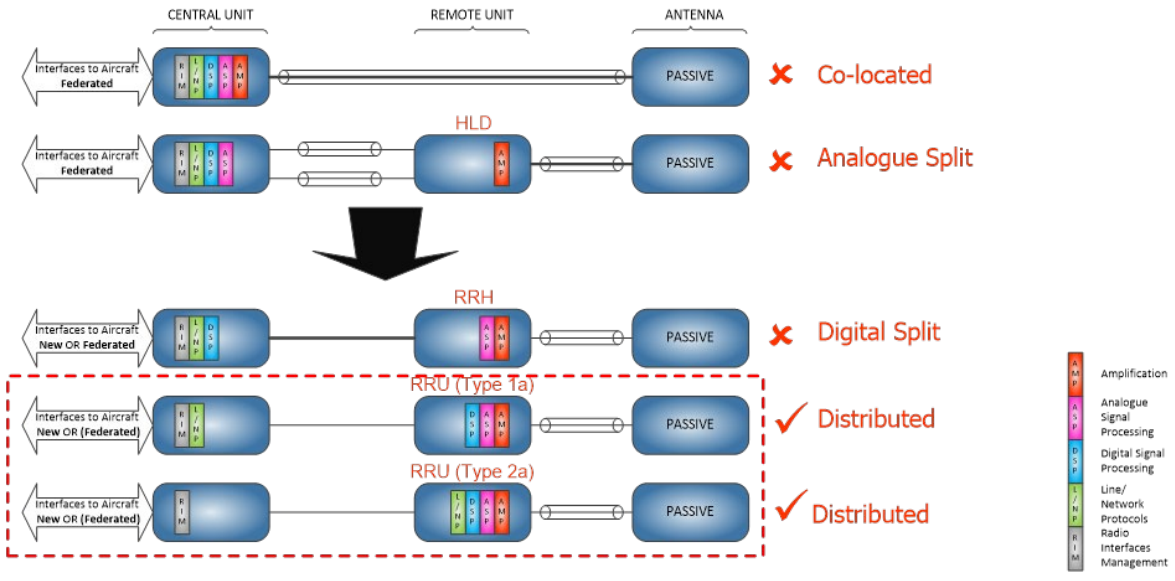 CENTRAL UNIT
REMOTE UNIT
ANTENNA
Interfaces to Aircraft
Federated
RIM
L/NP
DSP
ASP
AMP
PASSIVE
✘ Co-located
HLD
Interfaces to Aircraft
Federated
RIM
L/NP
DSP
ASP
AMP
PASSIVE
✘ Analogue Split
RRH
Interfaces to Aircraft
New OR Federated
RIM
L/NP
DSP
ASP
AMP
PASSIVE
✘ Digital Split
RRU (Type 1a)
Interfaces to Aircraft
New OR (Federated)
RIM
L/NP
DSP
ASP
AMP
PASSIVE
✓ Distributed
RRU (Type 2a)
Interfaces to Aircraft
New OR (Federated)
RIM
L/NP
DSP
ASP
AMP
PASSIVE
✓ Distributed
AMP
Amplification
ASP
Analogue
Signal
Processing
DSP
Digital Signal
Processing
L/NP
Line/
Network
Protocols
RIM
Radio
Interfaces
Management